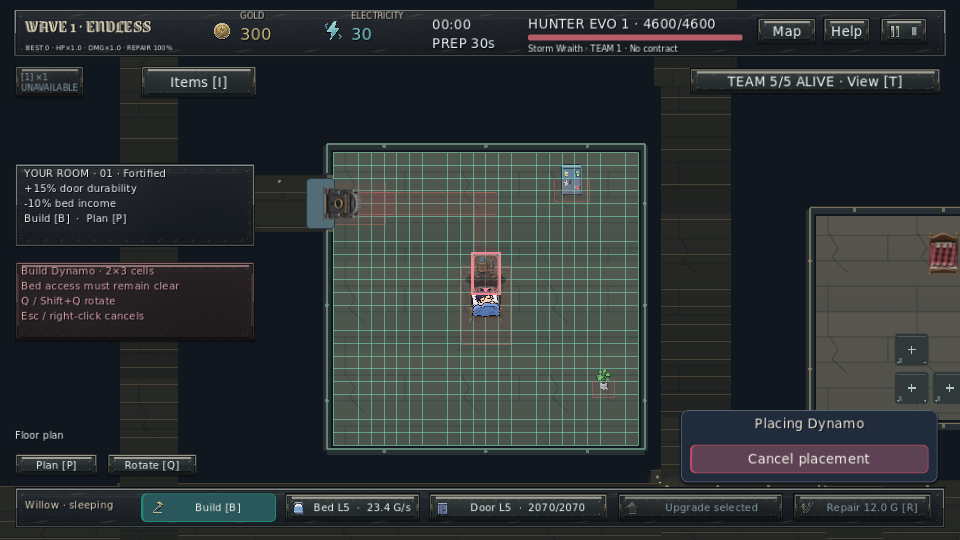 WAVE 1 · ENDLESS
BEST 0 · HP×1.0 · DMG×1.0 · REPAIR 100%
GOLD
300
ELECTRICITY
30
00:00
PREP 30s
HUNTER EVO 1 · 4600/4600
Storm Wraith · TEAM 1 · No contract
Map
Help
[1] ×1
UNAVAILABLE
Items [I]
TEAM 5/5 ALIVE · View [T]
YOUR ROOM · 01 · Fortified
+15% door durability
-10% bed income
Build [B] · Plan [P]
Build Dynamo · 2×3 cells
Bed access must remain clear
Q / Shift+Q rotate
Esc / right-click cancels
Floor plan
Plan [P]
Rotate [Q]
Placing Dynamo
Cancel placement
Willow · sleeping
Build [B]
Bed L5 · 23.4 G/s
Door L5 · 2070/2070
Upgrade selected
Repair 12.0 G [R]